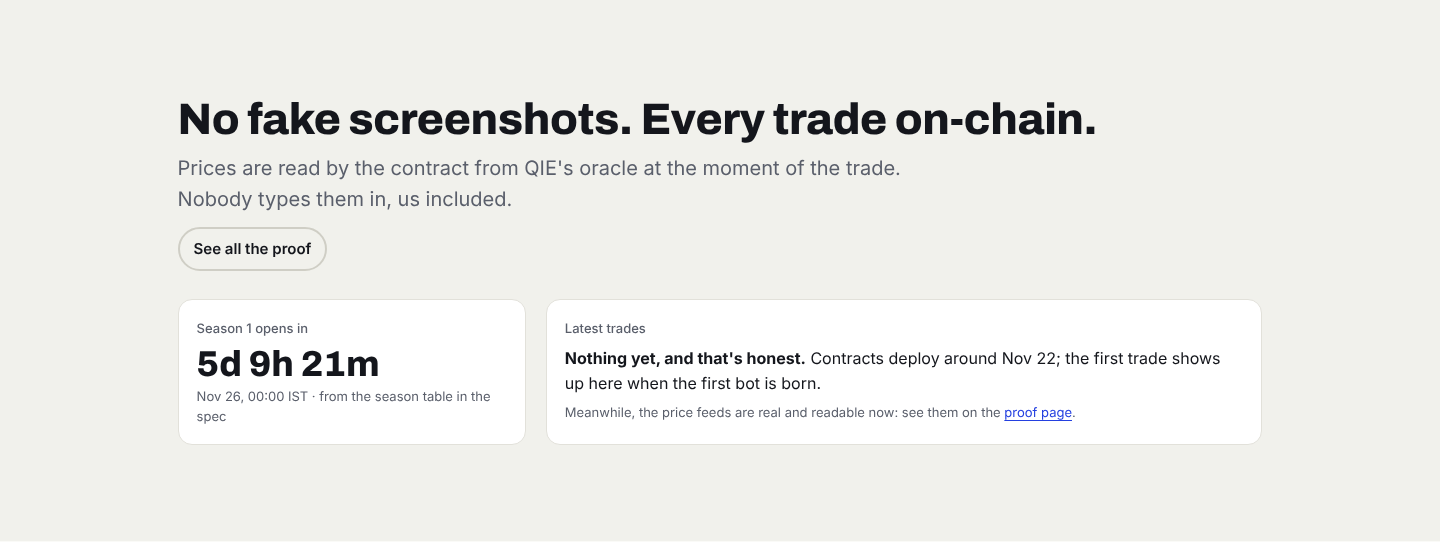 No fake screenshots. Every trade on-chain.
Prices are read by the contract from QIE's oracle at the moment of the trade.
Nobody types them in, us included.
See all the proof
Season 1 opens in
5d 9h 21m
Nov 26, 00:00 IST · from the season table in the
spec
Latest trades
Nothing yet, and that's honest. Contracts deploy around Nov 22; the first trade shows
up here when the first bot is born.
Meanwhile, the price feeds are real and readable now: see them on the proof page.